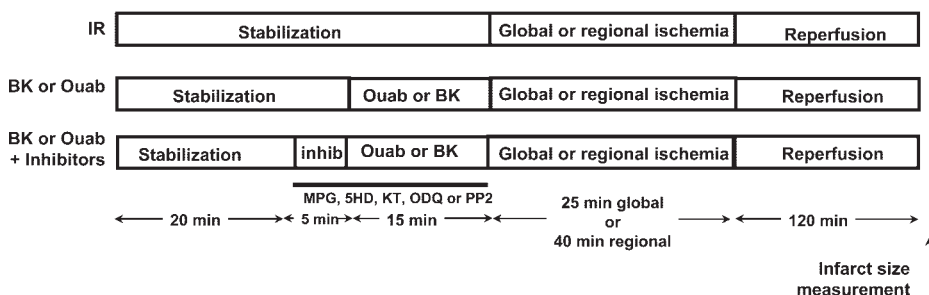 IR
Stabilization
Global or regional ischemia
Reperfusion
BK or Ouab
Stabilization
Ouab or BK
Global or regional ischemia
Reperfusion
BK or Ouab
+ Inhibitors
Stabilization
inhib
Ouab or BK
Global or regional ischemia
Reperfusion
MPG, 5HD, KT, ODQ or PP2
20 min
5 min
15 min
25 min global
or
40 min regional
120 min
Infarct size
measurement